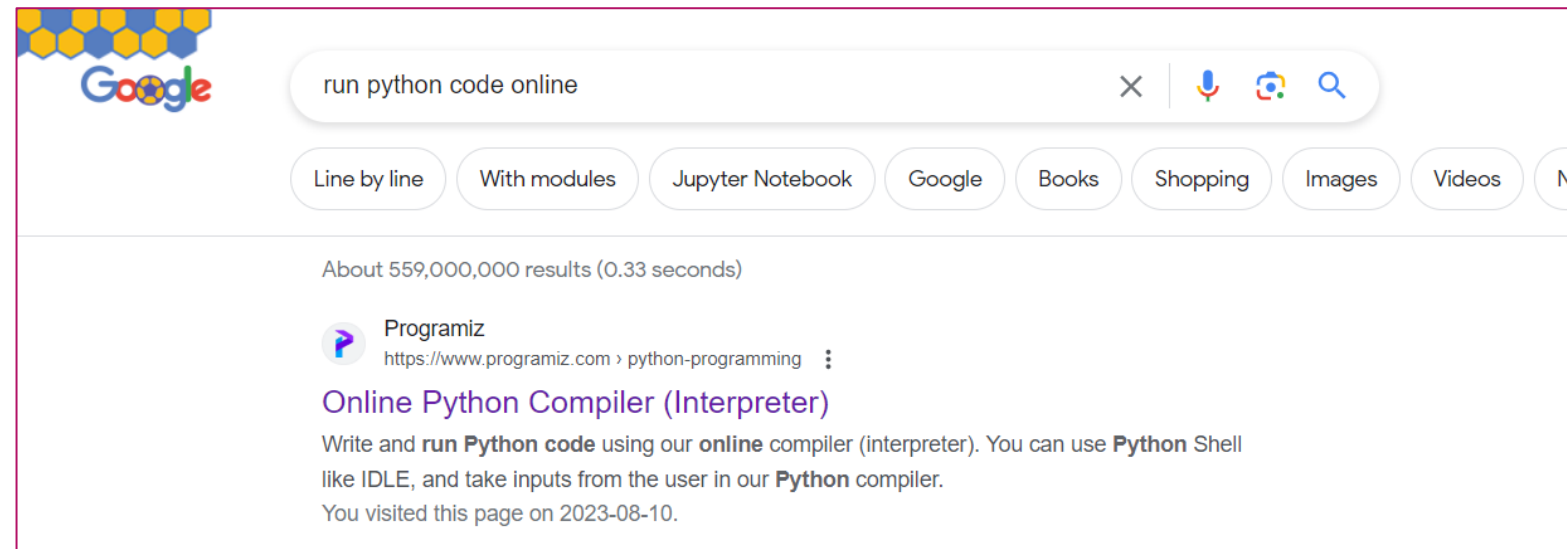 Google
run python code online
Line by line With modules Jupyter Notebook Google Books Shopping Images Videos
About 559,000,000 results (0.33 seconds)
Programiz
https://www.programiz.com › python-programming
Online Python Compiler (Interpreter)
Write and run Python code using our online compiler (interpreter). You can use Python Shell
like IDLE, and take inputs from the user in our Python compiler.
You visited this page on 2023-08-10.